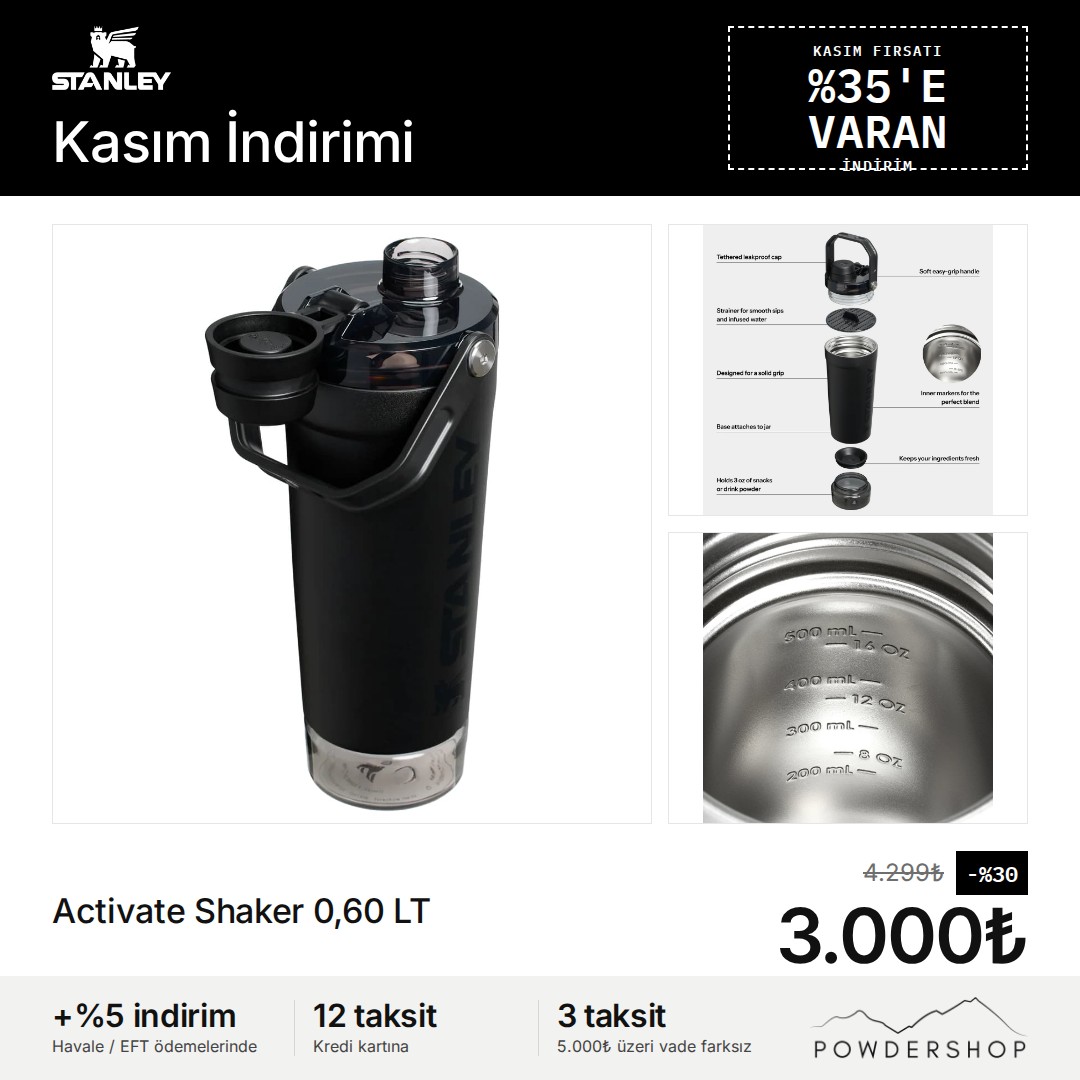 STANLEY
Kasım İndirimi
KASIM FIRSATI
%35'E
VARAN
İNDİRİM
STANLEY
Tethered leakproof cap
Soft easy-grip handle
Strainer for smooth sips
and infused water
Designed for a solid grip
Inner markers for the
perfect blend
Base attaches to jar
Keeps your ingredients fresh
Holds 3 oz of snacks
or drink powder
500 mL
16 OZ
400 mL
12 OZ
300 mL
8 OZ
200 mL
4.299₺
-%30
Activate Shaker 0,60 LT
3.000₺
+%5 indirim
Havale / EFT ödemelerinde
12 taksit
Kredi kartına
3 taksit
5.000₺ üzeri vade farksız
POWDERSHOP